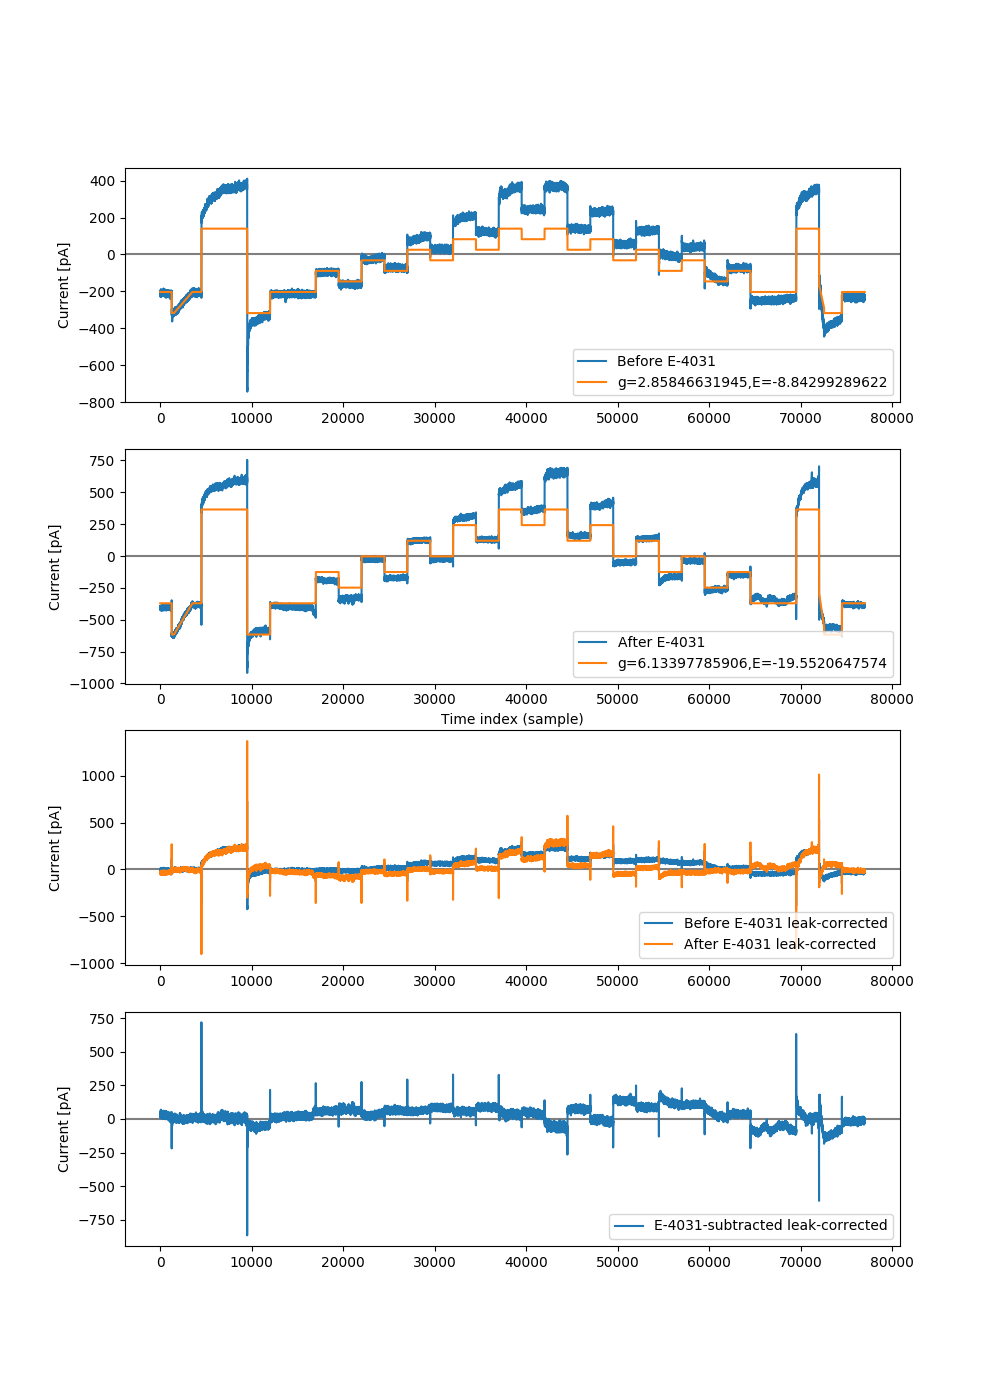 400
200
0
−200
−400
−600
−800
Current [pA]
Before E-4031
g=2.85846631945,E=-8.84299289622
0 10000 20000 30000 40000 50000 60000 70000 80000
750
500
250
0
−250
−500
−750
−1000
Current [pA]
After E-4031
g=6.13397785906,E=-19.5520647574
0 10000 20000 30000 40000 50000 60000 70000 80000
Time index (sample)
1000
500
0
−500
−1000
Current [pA]
Before E-4031 leak-corrected
After E-4031 leak-corrected
0 10000 20000 30000 40000 50000 60000 70000 80000
750
500
250
0
−250
−500
−750
Current [pA]
E-4031-subtracted leak-corrected
0 10000 20000 30000 40000 50000 60000 70000 80000